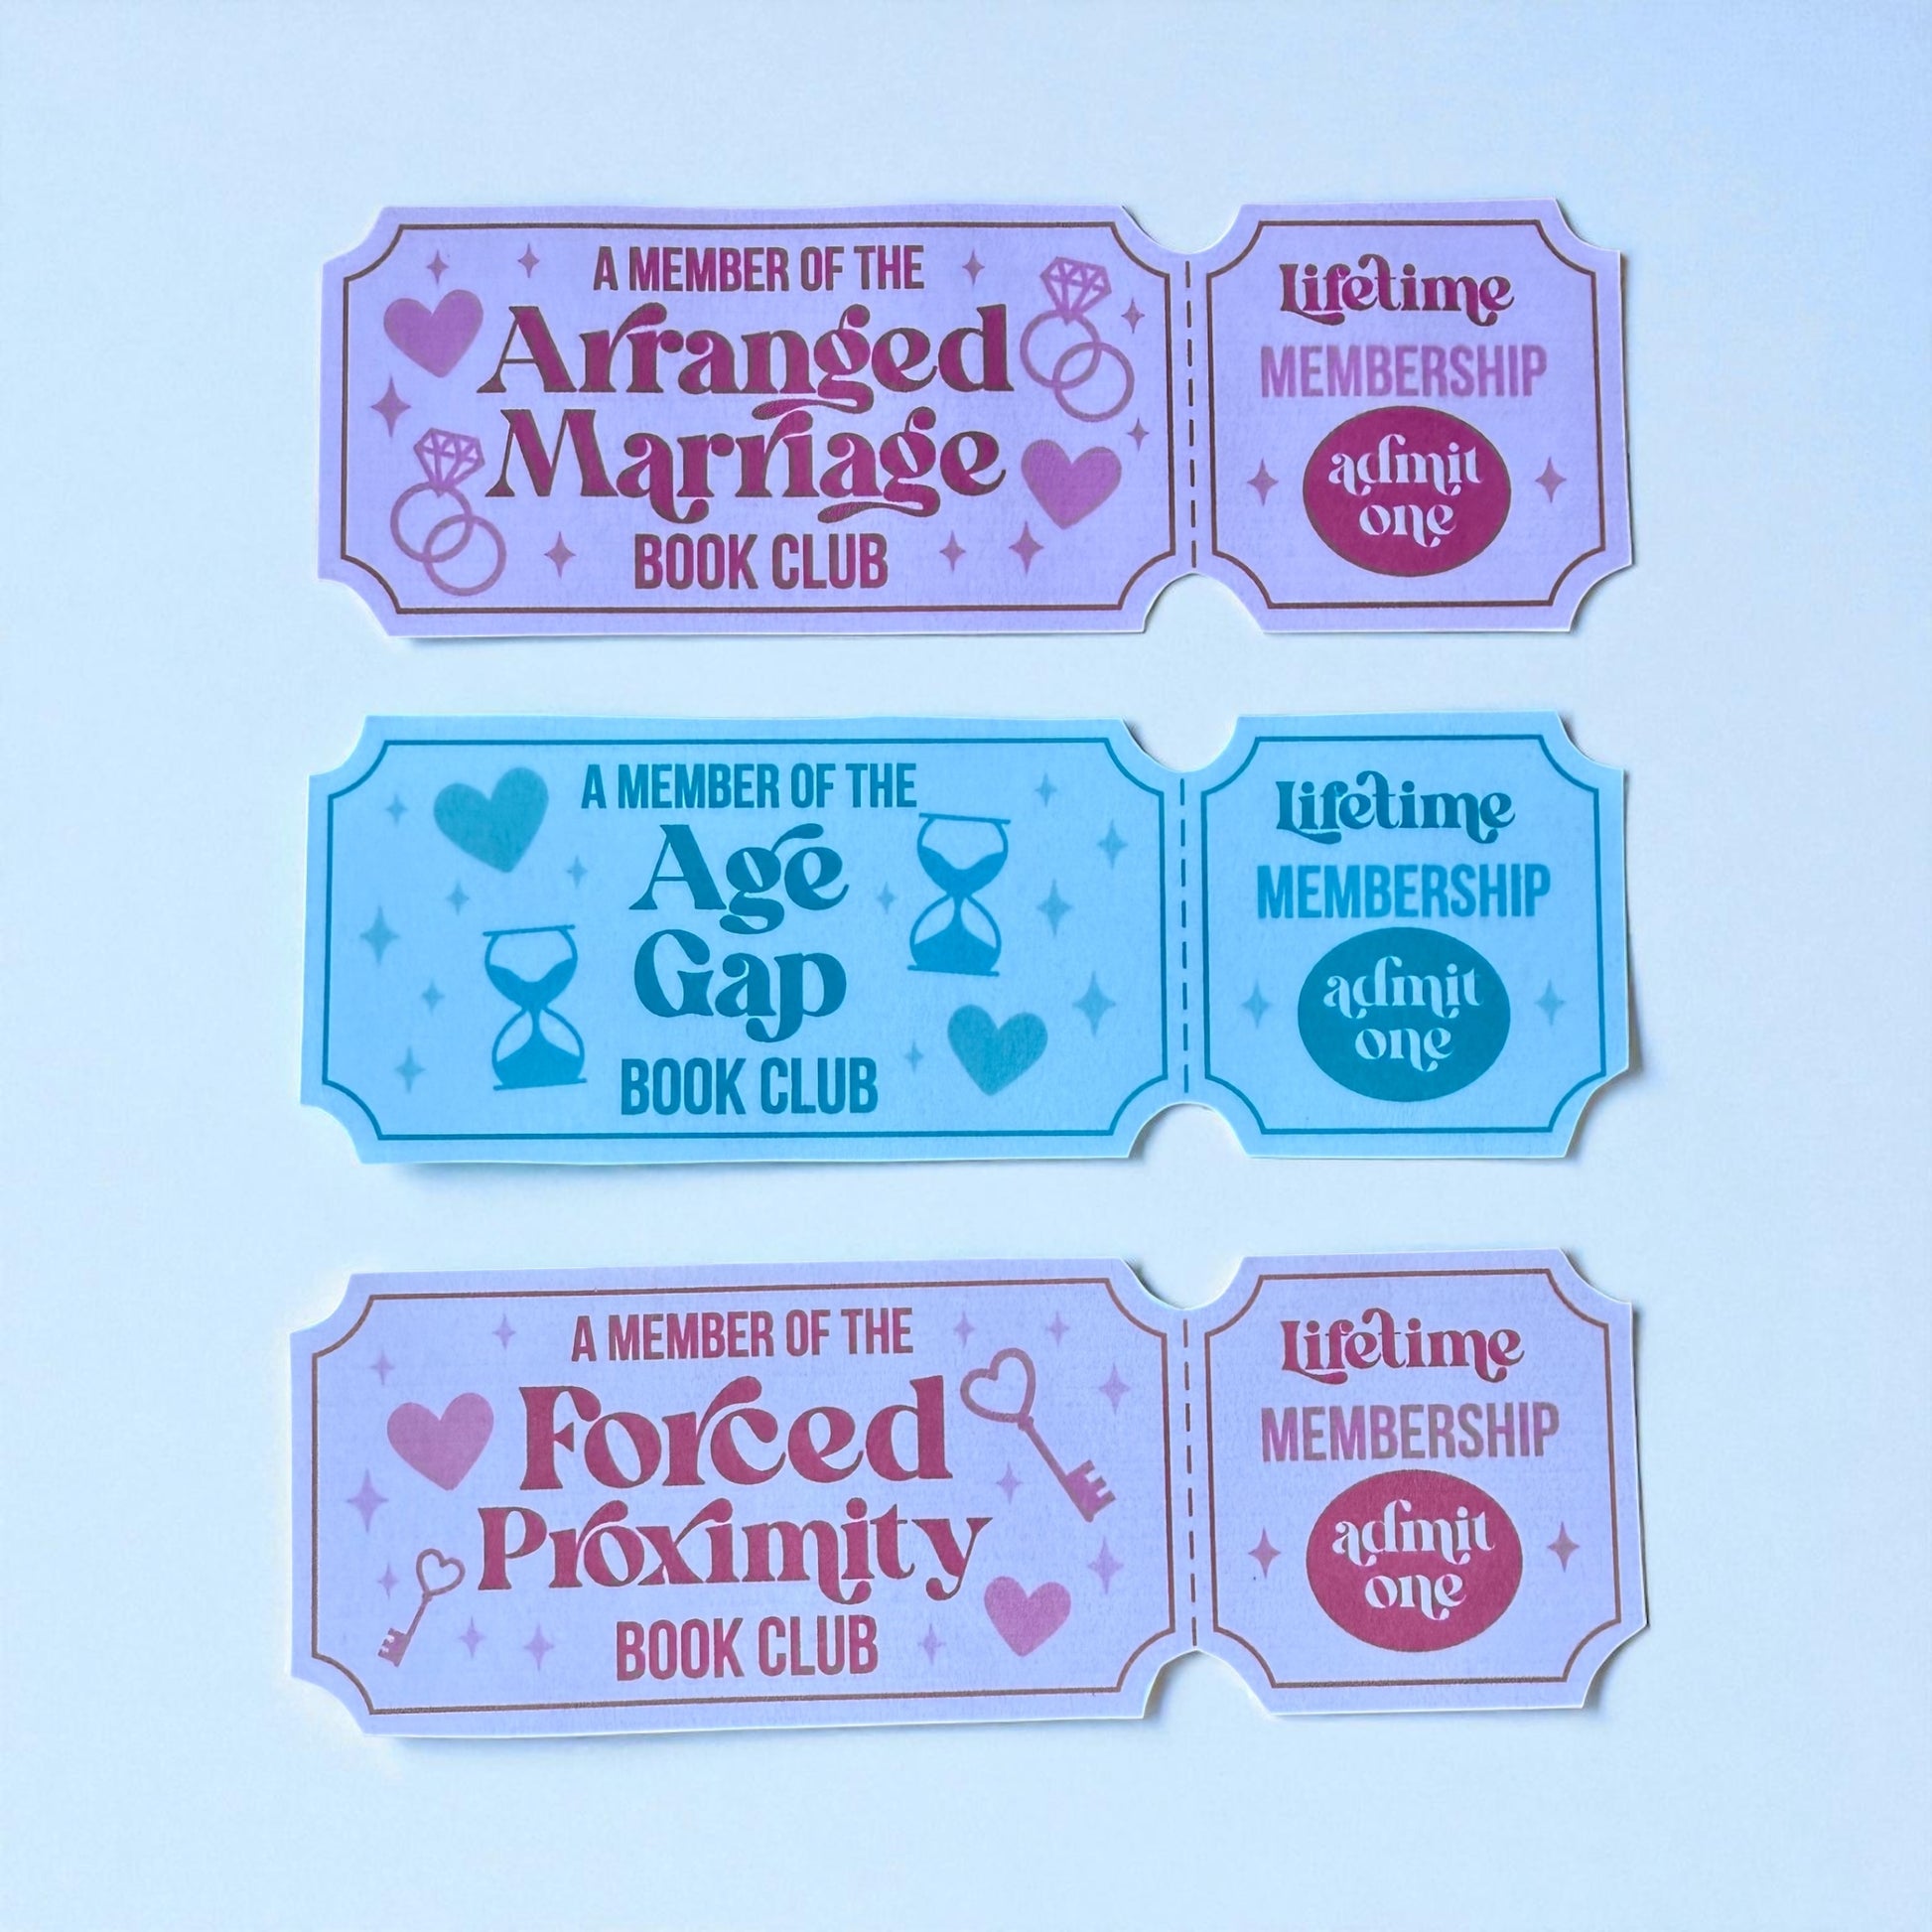 A MEMBER OF THE
Arranged
Marriage
BOOK CLUB
Lifetime
MEMBERSHIP
admit
one
A MEMBER OF THE
Age
Gap
BOOK CLUB
Lifetime
MEMBERSHIP
admit
one
A MEMBER OF THE
Forced
Proximity
BOOK CLUB
Lifetime
MEMBERSHIP
admit
one